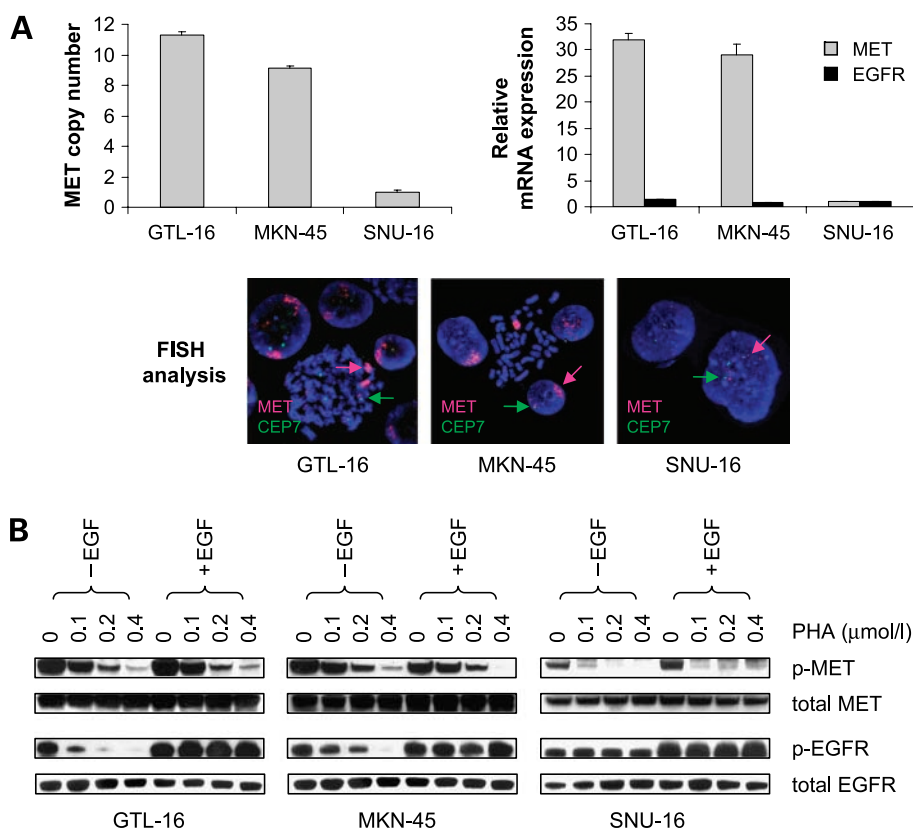 A
MET copy number
12
10
8
6
4
2
0
GTL-16 MKN-45 SNU-16
Relative
mRNA expression
35
30
25
20
15
10
5
0
GTL-16 MKN-45 SNU-16
MET
EGFR
FISH
analysis
MET
CEP7
GTL-16
MET
CEP7
MKN-45
MET
CEP7
SNU-16
B
–EGF +EGF –EGF +EGF –EGF +EGF
0 0.1 0.2 0.4 0 0.1 0.2 0.4 0 0.1 0.2 0.4 0 0.1 0.2 0.4 0 0.1 0.2 0.4 0 0.1 0.2 0.4 PHA (μmol/l)
p-MET
total MET
p-EGFR
total EGFR
GTL-16 MKN-45 SNU-16